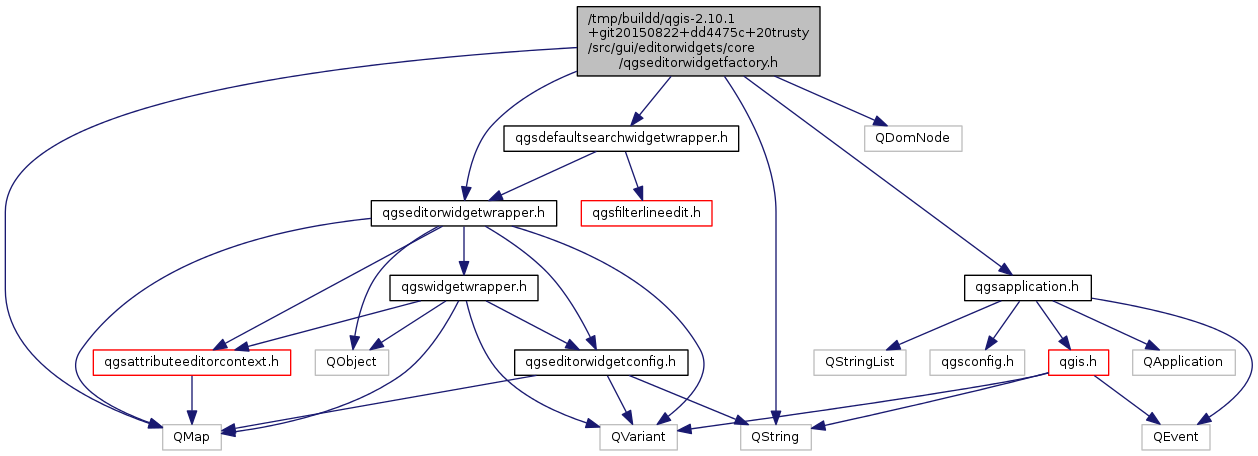 /tmp/buildd/qgis-2.10.1
+git20150822+dd4475c+20trusty
/src/gui/editorwidgets/core
/qgseditorwidgetfactory.h
qgsdefaultsearchwidgetwrapper.h
QDomNode
qgseditorwidgetwrapper.h
qgsfilterlineedit.h
qgswidgetwrapper.h
qgsapplication.h
qgsattributeeditorcontext.h
QObject
qgseditorwidgetconfig.h
QStringList
qgsconfig.h
qgis.h
QApplication
QMap
QVariant
QString
QEvent